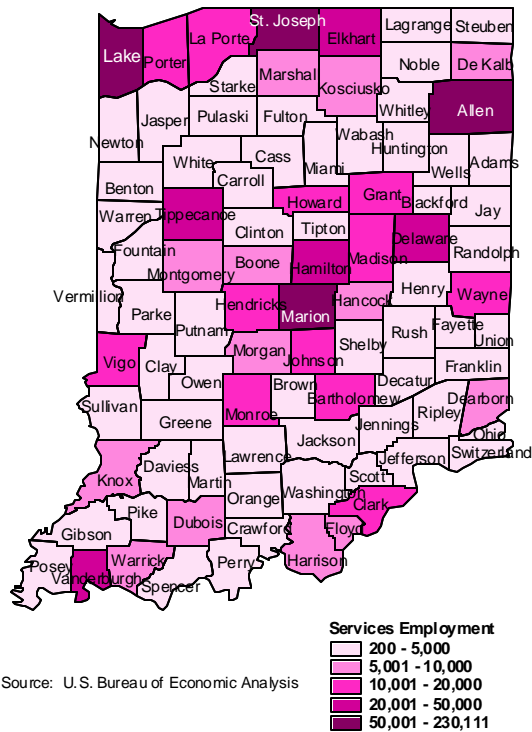 St. Joseph
Lagrange
Steuben
La Porte
Elkhart
Lake
Porter
Noble
De Kalb
Marshal
Starke
Kosciusko
Whitley
Allen
Jasper
Pulaski
Fulton
Wabash
Huntington
Newton
White
Cass
Miami
Wells
Adams
Carroll
Benton
Grant
Blackford
Howard
Jay
Warren
Tippecanoe
Clinton
Tipton
Delaware
Fountain
Randolph
Boone
Madison
Montgomery
Hamilton
Henry
Vermillion
Hendricks
Hancock
Wayne
Parke
Marion
Putnam
Rush
Fayette
Union
Shelby
Morgan
Vigo
Clay
Johnson
Franklin
Owen
Brown
Decatur
Bartholomew
Dearborn
Sullivan
Monroe
Ripley
Greene
Jennings
Ohio
Jackson
Lawrence
Jefferson
Switzerland
Daviess
Knox
Martin
Scott
Orange
Washington
Clark
Pike
Dubois
Crawford
Floyd
Gibson
Warrick
Harrison
Posey
Perry
Vanderburgh
Spencer
Services Employment
200 - 5,000
5,001 - 10,000
10,001 - 20,000
20,001 - 50,000
50,001 - 230,111
Source: U.S. Bureau of Economic Analysis